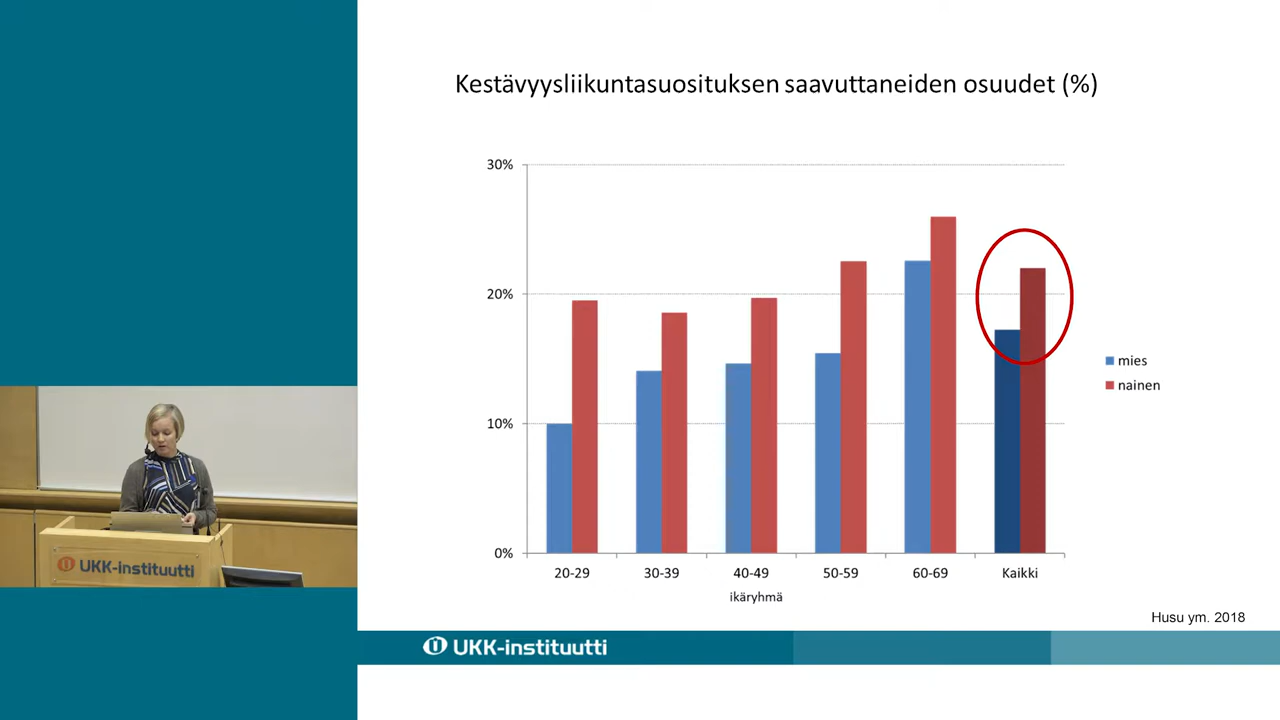 Kestävyysliikuntasuosituksen saavuttaneiden osuudet (%)
30%
20%
10%
0%
20-29
30-39
40-49
50-59
60-69
Kaikki
ikäryhmä
mies
nainen
Husu ym. 2018
UKK-instituutti
UKK-instituutti